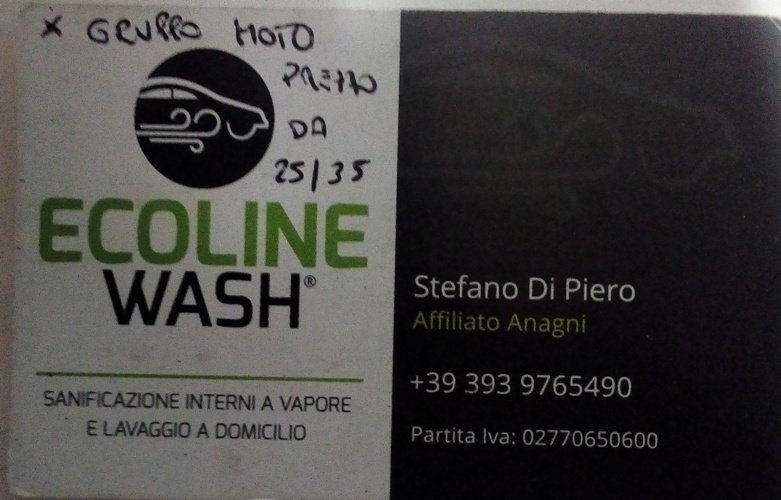 X GRUPPO MOTO
PREZZO
DA
25/35
ECOLINE
WASH®
SANIFICAZIONE INTERNI A VAPORE
E LAVAGGIO A DOMICILIO
Stefano Di Piero
Affiliato Anagni
+39 393 9765490
Partita Iva: 02770650600